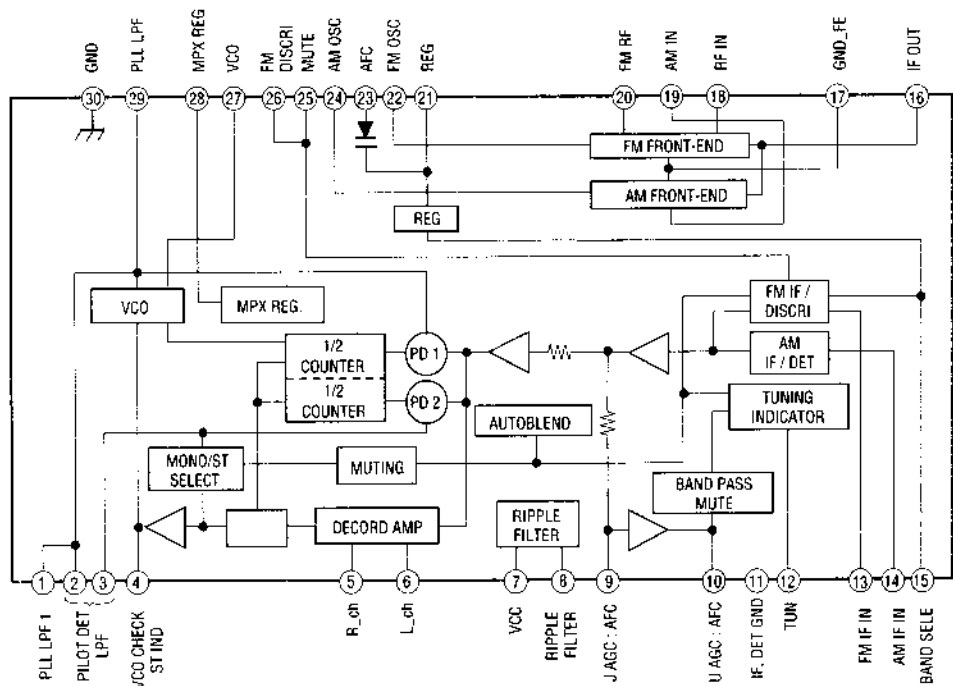 GND
PLL LPF
MPX REG
VCO
FM
DISCRI
MUTE
AM OSC
AFC
FM OSC
REG
FM RF
AM IN
RF IN
GND_FE
IF OUT
30
29
28
27
26
25
24
23
22
21
20
19
18
17
16
FM FRONT-END
AM FRONT-END
REG
VCO
MPX REG.
FM IF /
DISCRI
1/2
COUNTER
PD 1
AM
IF / DET
1/2
COUNTER
PD 2
TUNING
INDICATOR
AUTOBLEND
MONO/ST
SELECT
MUTING
BAND PASS
MUTE
RIPPLE
FILTER
DECORD AMP
1
2
3
4
5
6
7
8
9
10
11
12
13
14
15
PLL LPF 1
PILOT DET
LPF
VCO CHECK
ST IND
R_ch
L_ch
VCC
RIPPLE
FILTER
J AGC : AFC
U AGC : AFC
IF. DET GND
TUN
FM IF IN
AM IF IN
BAND SELE